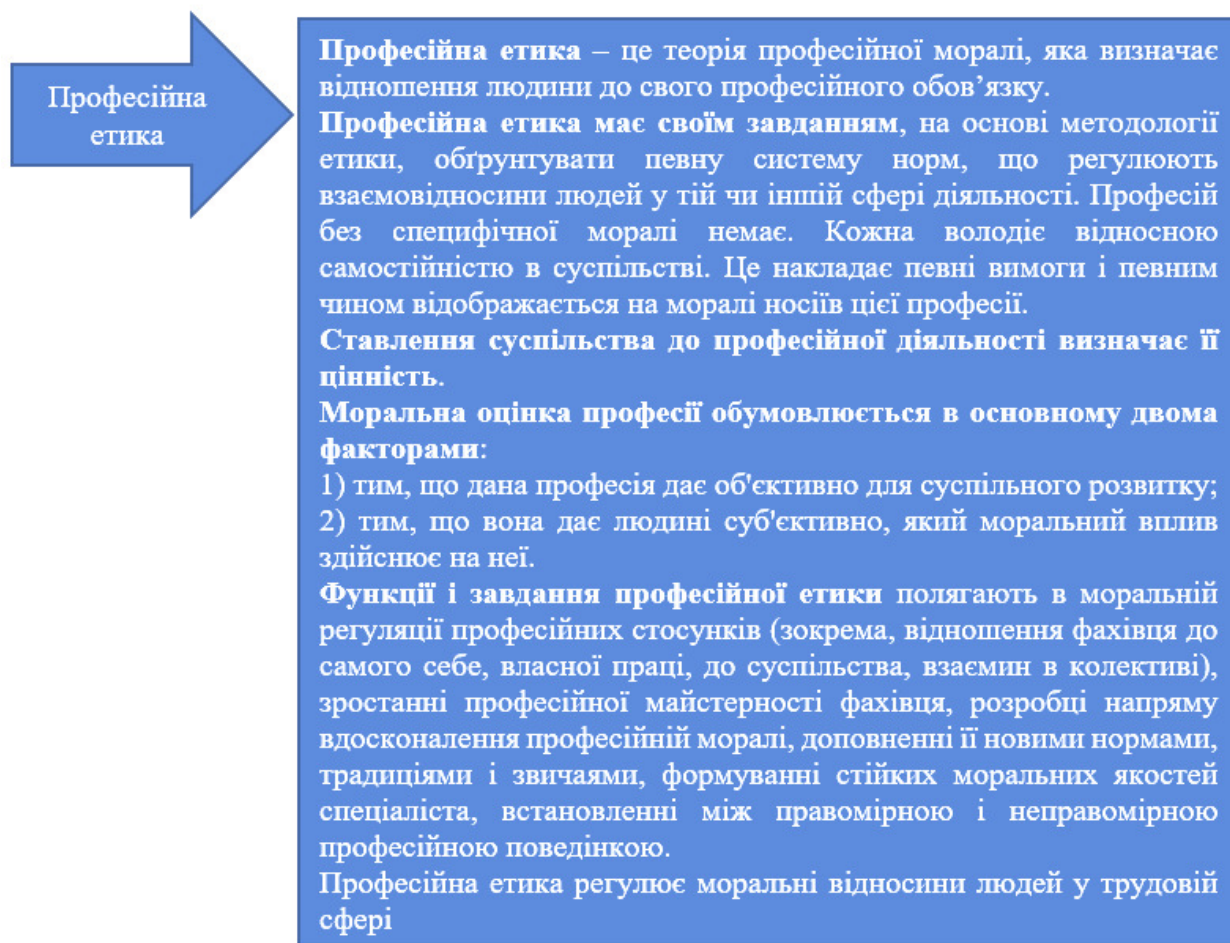 Професійна
етика
Професійна етика – це теорія професійної моралі, яка визначає
відношення людини до свого професійного обов’язку.
Професійна етика має своїм завданням, на основі методології
етики, обґрунтувати певну систему норм, що регулюють
взаємовідносини людей у тій чи іншій сфері діяльності. Професій
без специфічної моралі немає. Кожна володіє відносною
самостійністю в суспільстві. Це накладає певні вимоги і певним
чином відображається на моралі носіїв цієї професії.
Ставлення суспільства до професійної діяльності визначає її
цінність.
Моральна оцінка професії обумовлюється в основному двома
факторами:
1) тим, що дана професія дає об'єктивно для суспільного розвитку;
2) тим, що вона дає людині суб'єктивно, який моральний вплив
здійснює на неї.
Функції і завдання професійної етики полягають в моральній
регуляції професійних стосунків (зокрема, відношення фахівця до
самого себе, власної праці, до суспільства, взаємин в колективі),
зростанні професійної майстерності фахівця, розробці напряму
вдосконалення професійній моралі, доповненні її новими нормами,
традиціями і звичаями, формуванні стійких моральних якостей
спеціаліста, встановленні між правомірною і неправомірною
професійною поведінкою.
Професійна етика регулює моральні відносини людей у трудовій
сфері